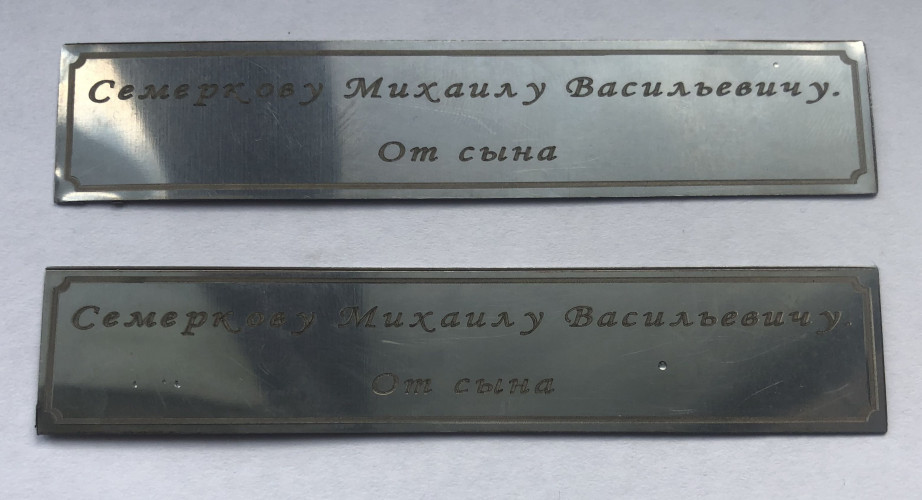 Семеркову Михаилу Васильевичу.
От сына
Семеркову Михаилу Васильевичу
От сына